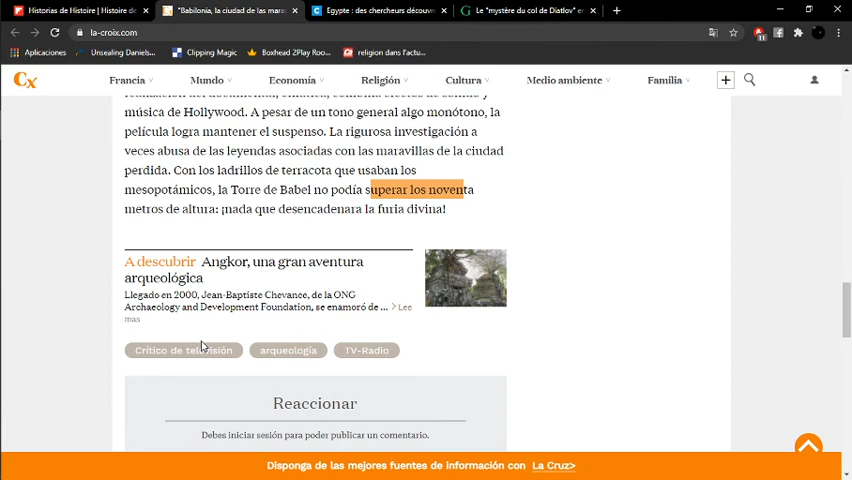 Historias de Historias | Histoire de
"Babilonia, la ciudad de las mara
Egypte : des chercheurs découv
Le "mystère du col de Diatlov" e
la-croix.com
Aplicaciones
Unsealing Daniels...
Clipping Magic
Boxhead 2Play Roo...
religion dans l'actu...
Cx
Francia
Mundo
Economía
Religión
Cultura
Medio ambiente
Familia
música de Hollywood. A pesar de un tono general algo monótono, la
película logra mantener el suspenso. La rigurosa investigación a
veces abusa de las leyendas asociadas con las maravillas de la ciudad
perdida. Con los ladrillos de terracota que usaban los
mesopotámicos, la Torre de Babel no podía superar los noventa
metros de altura: ¡nada que desencadenara la furia divina!
A descubrir Angkor, una gran aventura
arqueológica
Llegado en 2000, Jean-Baptiste Chevance, de la ONG
Archaeology and Development Foundation, se enamoró de ... > Lee
mas
Crítico de televisión
arqueología
TV-Radio
Reaccionar
Debes iniciar sesión para poder publicar un comentario.
Disponga de las mejores fuentes de información con La Cruz>